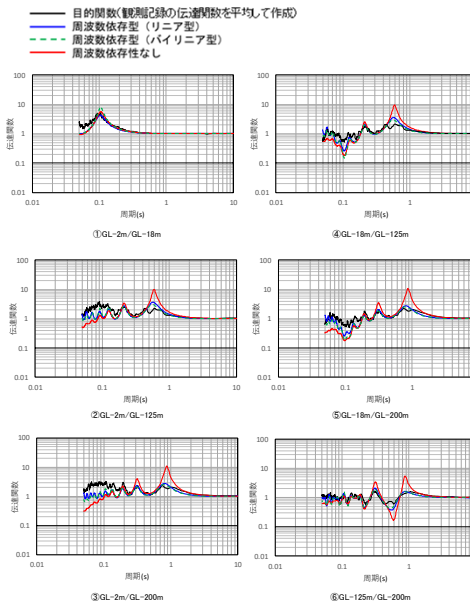 目的関数(観測記録の伝達関数を平均して作成)
周波数依存型(リニア型)
周波数依存型(バイリニア型)
周波数依存性なし
100
10
1
0.1
0.01
伝達関数
0.01
0.1
1
10
周期(s)
①GL-2m/GL-18m
100
10
1
0.1
0.01
伝達関数
0.01
0.1
1
周期(s)
④GL-18m/GL-125m
100
10
1
0.1
0.01
伝達関数
0.01
0.1
1
10
周期(s)
②GL-2m/GL-125m
100
10
1
0.1
0.01
伝達関数
0.01
0.1
1
周期(s)
⑤GL-18m/GL-200m
100
10
1
0.1
0.01
伝達関数
0.01
0.1
1
10
周期(s)
③GL-2m/GL-200m
100
10
1
0.1
0.01
伝達関数
0.01
0.1
1
周期(s)
⑥GL-125m/GL-200m